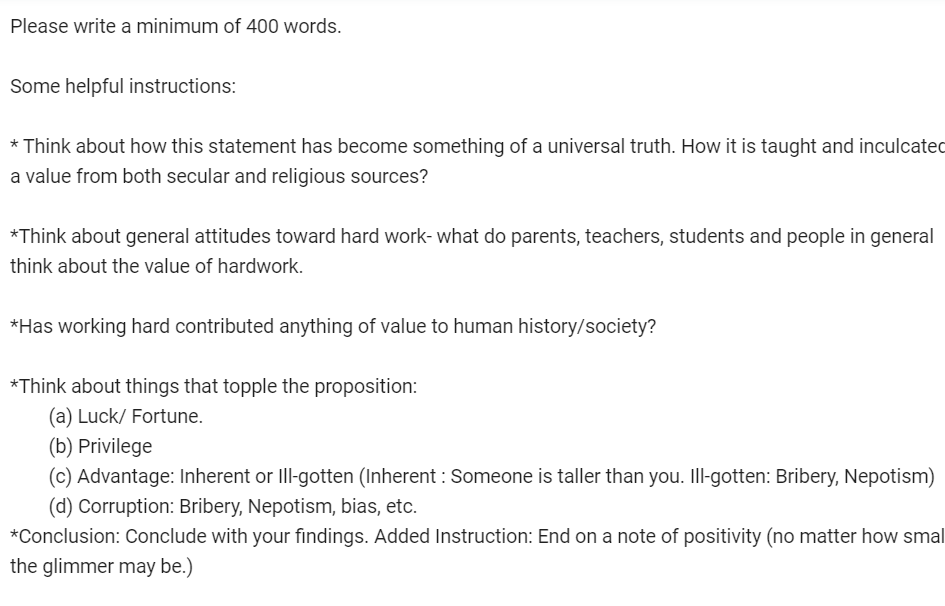 Please write a minimum of 400 words.
Some helpful instructions:
* Think about how this statement has become something of a universal truth. How it is taught and inculcated
a value from both secular and religious sources?
*Think about general attitudes toward hard work- what do parents, teachers, students and people in general
think about the value of hardwork.
*Has working hard contributed anything of value to human history/society?
*Think about things that topple the proposition:
(a) Luck/ Fortune.
(b) Privilege
(c) Advantage: Inherent or Ill-gotten (Inherent : Someone is taller than you. Ill-gotten: Bribery, Nepotism)
(d) Corruption: Bribery, Nepotism, bias, etc.
*Conclusion: Conclude with your findings. Added Instruction: End on a note of positivity (no matter how smal
the glimmer may be.)